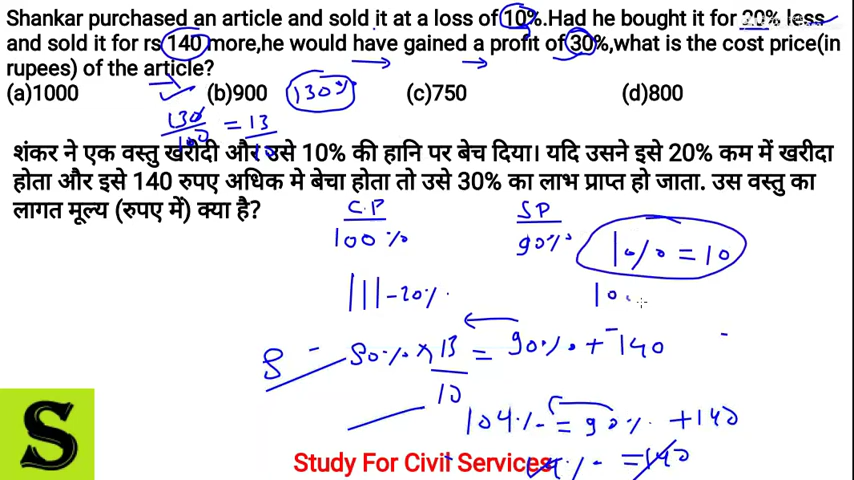 Shankar purchased an article and sold it at a loss of 10%.Had he bought it for 20% less
and sold it for rs 140 more,he would have gained a profit of 30%,what is the cost price(in
rupees) of the article?
(a)1000 (b)900 130% (c)750 (d)800
130/100 = 13/10
शंकर ने एक वस्तु खरीदी और उसे 10% की हानि पर बेच दिया। यदि उसने इसे 20% कम में खरीदा
होता और इसे 140 रुपए अधिक मे बेचा होता तो उसे 30% का लाभ प्राप्त हो जाता. उस वस्तु का
लागत मूल्य (रुपए में) क्या है?
C.P SP
100% 90% 1% = 10
-20% 10
80% × 13/10 = 90% + 140
104% = 90% + 140
Study For Civil Services
% = 140
S